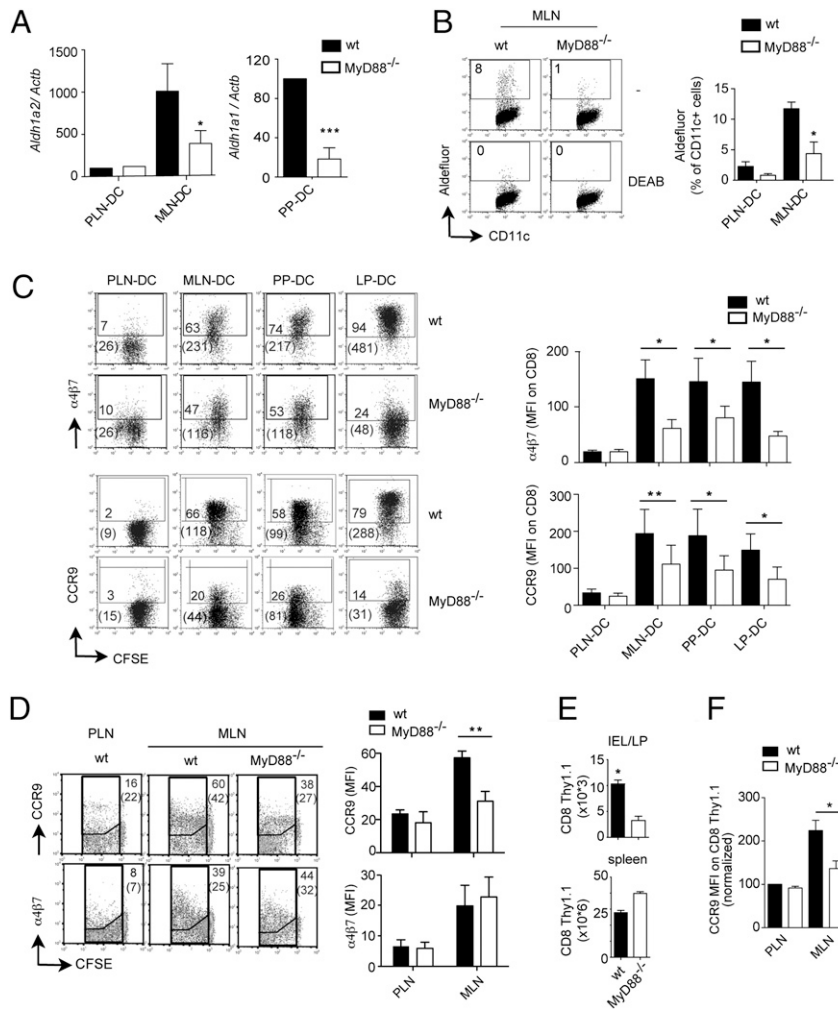 A
wt
MyD88-/-
Aldh1a2/ Actb
1500
1000
500
0
PLN-DC
MLN-DC
*
Aldh1a1 / Actb
120
80
40
0
PP-DC
***
B
MLN
wt
MyD88-/-
8
1
-
0
0
DEAB
Aldefluor
CD11c
wt
MyD88-/-
Aldefluor
(% of CD11c+ cells)
15
10
5
0
*
PLN-DC
MLN-DC
C
PLN-DC MLN-DC PP-DC LP-DC
7
(26)
63
(231)
74
(217)
94
(481)
wt
10
(26)
47
(116)
53
(118)
24
(48)
MyD88-/-
α4β7
2
(9)
66
(118)
58
(99)
79
(288)
wt
3
(15)
20
(44)
26
(81)
14
(31)
MyD88-/-
CCR9
CFSE
wt
MyD88-/-
α4β7 (MFI on CD8)
200
100
0
* * *
CCR9 (MFI on CD8)
300
200
100
0
** * *
PLN-DC
MLN-DC
PP-DC
LP-DC
D
PLN
MLN
wt
wt
MyD88-/-
16
(22)
60
(42)
38
(27)
CCR9
8
(7)
39
(25)
44
(32)
α4β7
CFSE
wt
MyD88-/-
CCR9 (MFI)
60
40
20
0
**
α4β7 (MFI)
40
20
0
PLN
MLN
E
IEL/LP
CD8 Thy1.1
(x10*3)
15
10
5
0
*
spleen
CD8 Thy1.1
(x10*6)
50
25
0
wt
MyD88-/-
F
wt
MyD88-/-
CCR9 MFI on CD8 Thy1.1
(normalized)
300
200
100
0
*
PLN
MLN